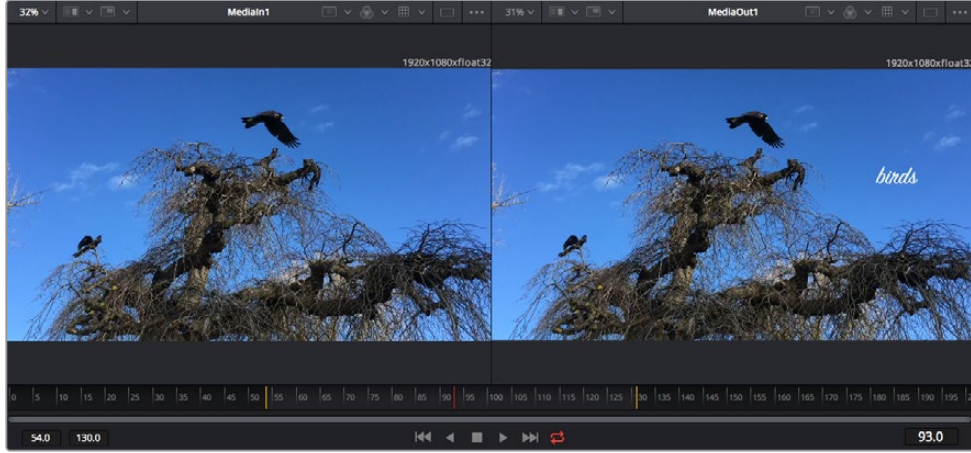 32% MediaIn1 31% MediaOut1
1920x1080xfloat32 1920x1080xfloat32
birds
0 5 10 15 20 25 30 35 40 45 50 55 60 65 70 75 80 85 90 95 100 105 110 115 120 125 130 135 140 145 150 155 160 165 170 175 180 185 190 195
54.0 130.0 93.0